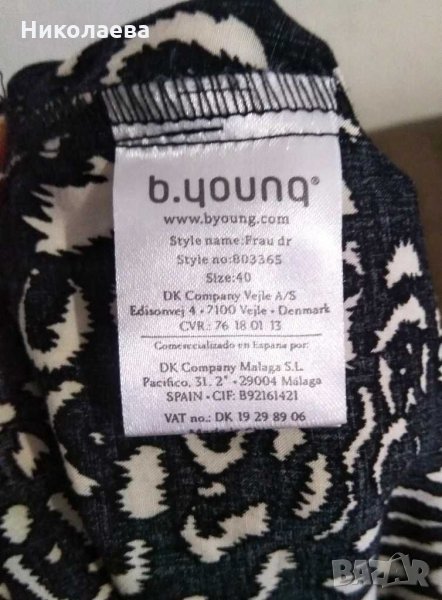 Николаева
b.young®
www.byoung.com
Style name:Frau dr
Style no:803365
Size:40
DK Company Vejle A/S
Edisonvej 4 • 7100 Vejle • Denmark
CVR.: 76 18 01 13
Comercializado en Espana por:
DK Company Malaga S.L.
Pacifico, 31. 2° • 29004 Málaga
SPAIN • CIF: B92161421
VAT no.: DK 19 29 89 06
BAZAR